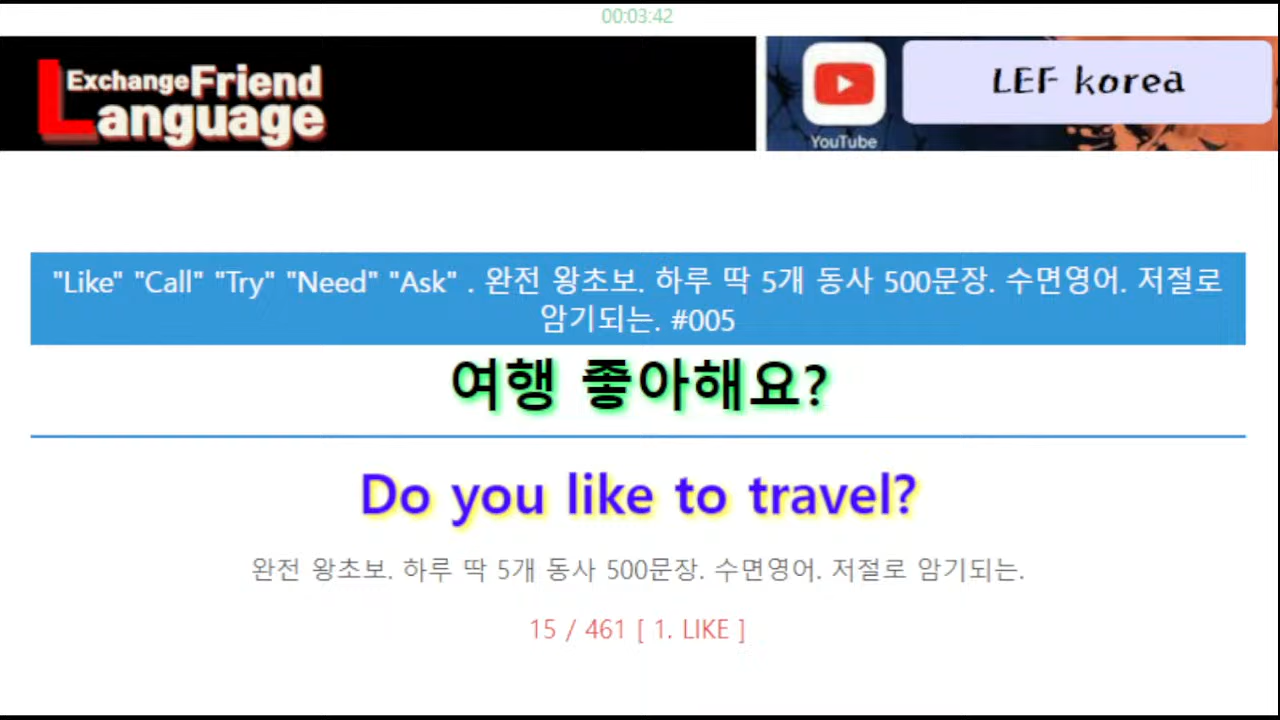 00:03:42
ExchangeFriend
Language
YouTube
LEF korea
"Like" "Call" "Try" "Need" "Ask" . 완전 왕초보. 하루 딱 5개 동사 500문장. 수면영어. 저절로
암기되는. #005
여행 좋아해요?
Do you like to travel?
완전 왕초보. 하루 딱 5개 동사 500문장. 수면영어. 저절로 암기되는.
15 / 461 [ 1. LIKE ]